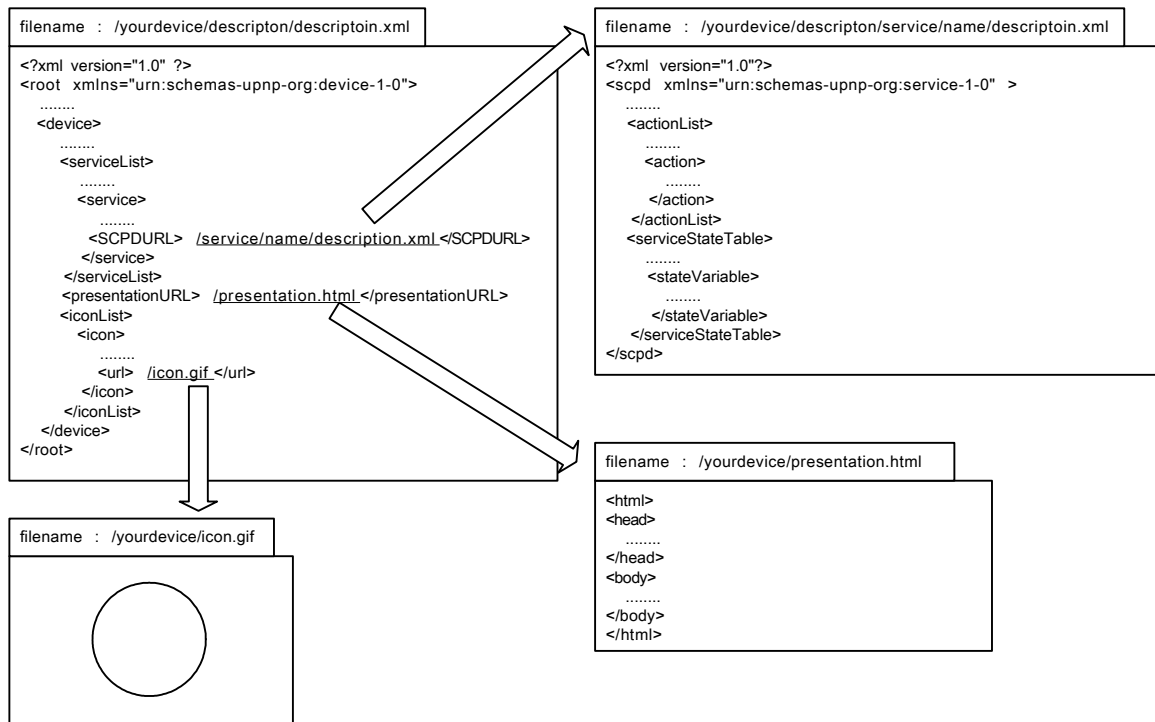 filename : /yourdevice/descripton/descriptoin.xml
<?xml version="1.0" ?>
<root xmlns="urn:schemas-upnp-org:device-1-0">
........
<device>
........
<serviceList>
........
<service>
........
<SCPDURL> /service/name/description.xml </SCPDURL>
</service>
</serviceList>
<presentationURL> /presentation.html </presentationURL>
<iconList>
<icon>
........
<url> /icon.gif </url>
</icon>
</iconList>
</device>
</root>
filename : /yourdevice/descripton/service/name/descriptoin.xml
<?xml version="1.0"?>
<scpd xmlns="urn:schemas-upnp-org:service-1-0" >
........
<actionList>
........
<action>
........
</action>
</actionList>
<serviceStateTable>
........
<stateVariable>
........
</stateVariable>
</serviceStateTable>
</scpd>
filename : /yourdevice/presentation.html
<html>
<head>
........
</head>
<body>
........
</body>
</html>
filename : /yourdevice/icon.gif